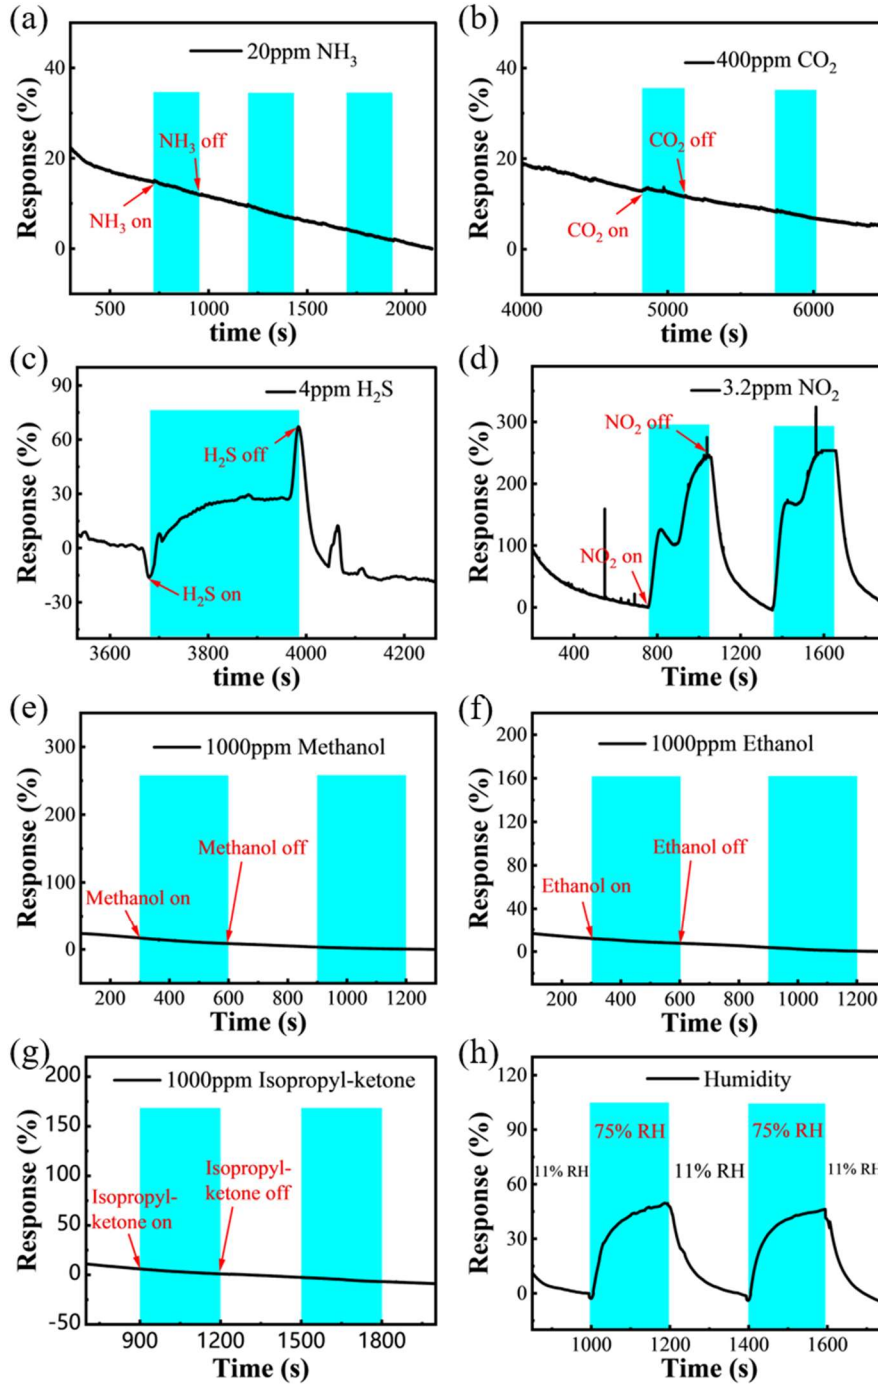 (a)
20ppm NH3
40
20
0
Response (%)
NH3 off
NH3 on
500
1000
1500
2000
time (s)
(b)
400ppm CO2
40
20
0
Response (%)
CO2 off
CO2 on
4000
5000
6000
time (s)
(c)
4ppm H2S
90
60
30
0
-30
Response (%)
H2S off
H2S on
3600
3800
4000
4200
time (s)
(d)
3.2ppm NO2
300
200
100
0
Response (%)
NO2 off
NO2 on
400
800
1200
1600
Time (s)
(e)
1000ppm Methanol
300
200
100
0
Response (%)
Methanol off
Methanol on
200
400
600
800
1000
1200
Time (s)
(f)
1000ppm Ethanol
200
160
120
80
40
0
Response (%)
Ethanol off
Ethanol on
200
400
600
800
1000
1200
Time (s)
(g)
1000ppm Isopropyl-ketone
200
150
100
50
0
-50
Response (%)
Isopropyl-
ketone off
Isopropyl-
ketone on
900
1200
1500
1800
Time (s)
(h)
Humidity
120
90
60
30
0
Response (%)
75% RH
75% RH
11% RH
11% RH
11% RH
1000
1200
1400
1600
Time (s)